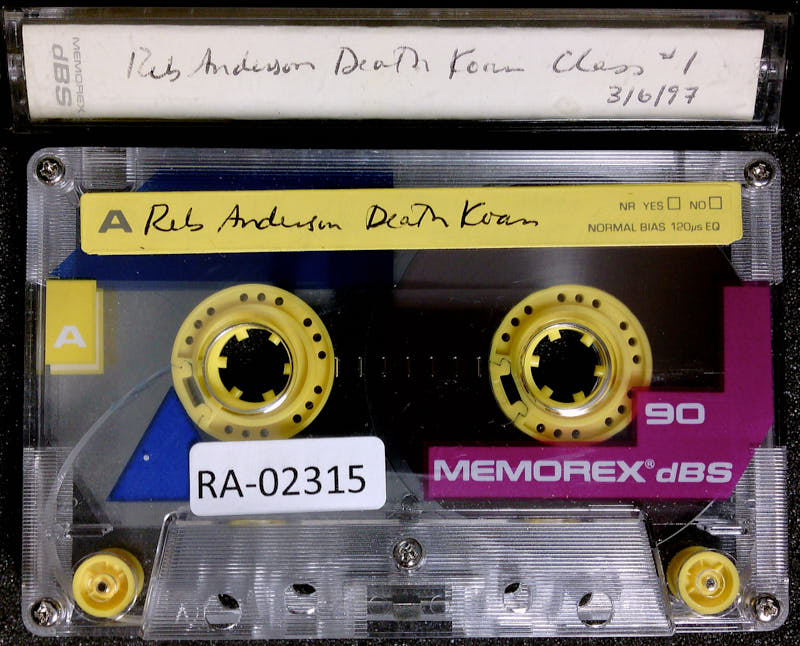 MEMOREX
dBS
Reb Anderson Death Koan Class #1
3/6/97
A Reb Anderson Death Koan
NR YES NO
NORMAL BIAS 120µs EQ
A
90
MEMOREX® dBS
RA-02315